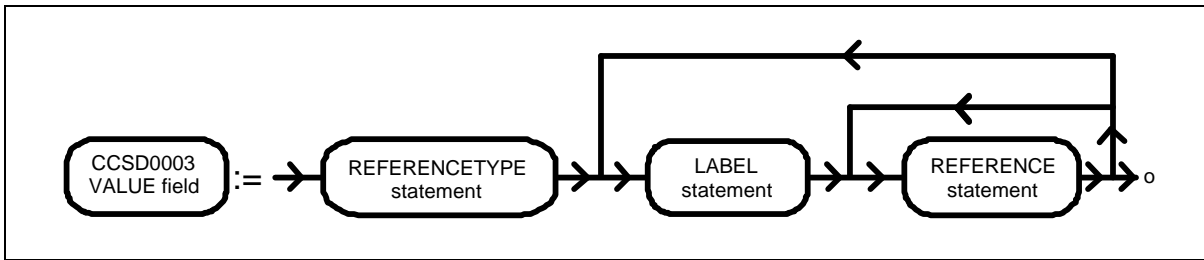 CCSD0003
VALUE field
:=
REFERENCETYPE
statement
LABEL
statement
REFERENCE
statement
o